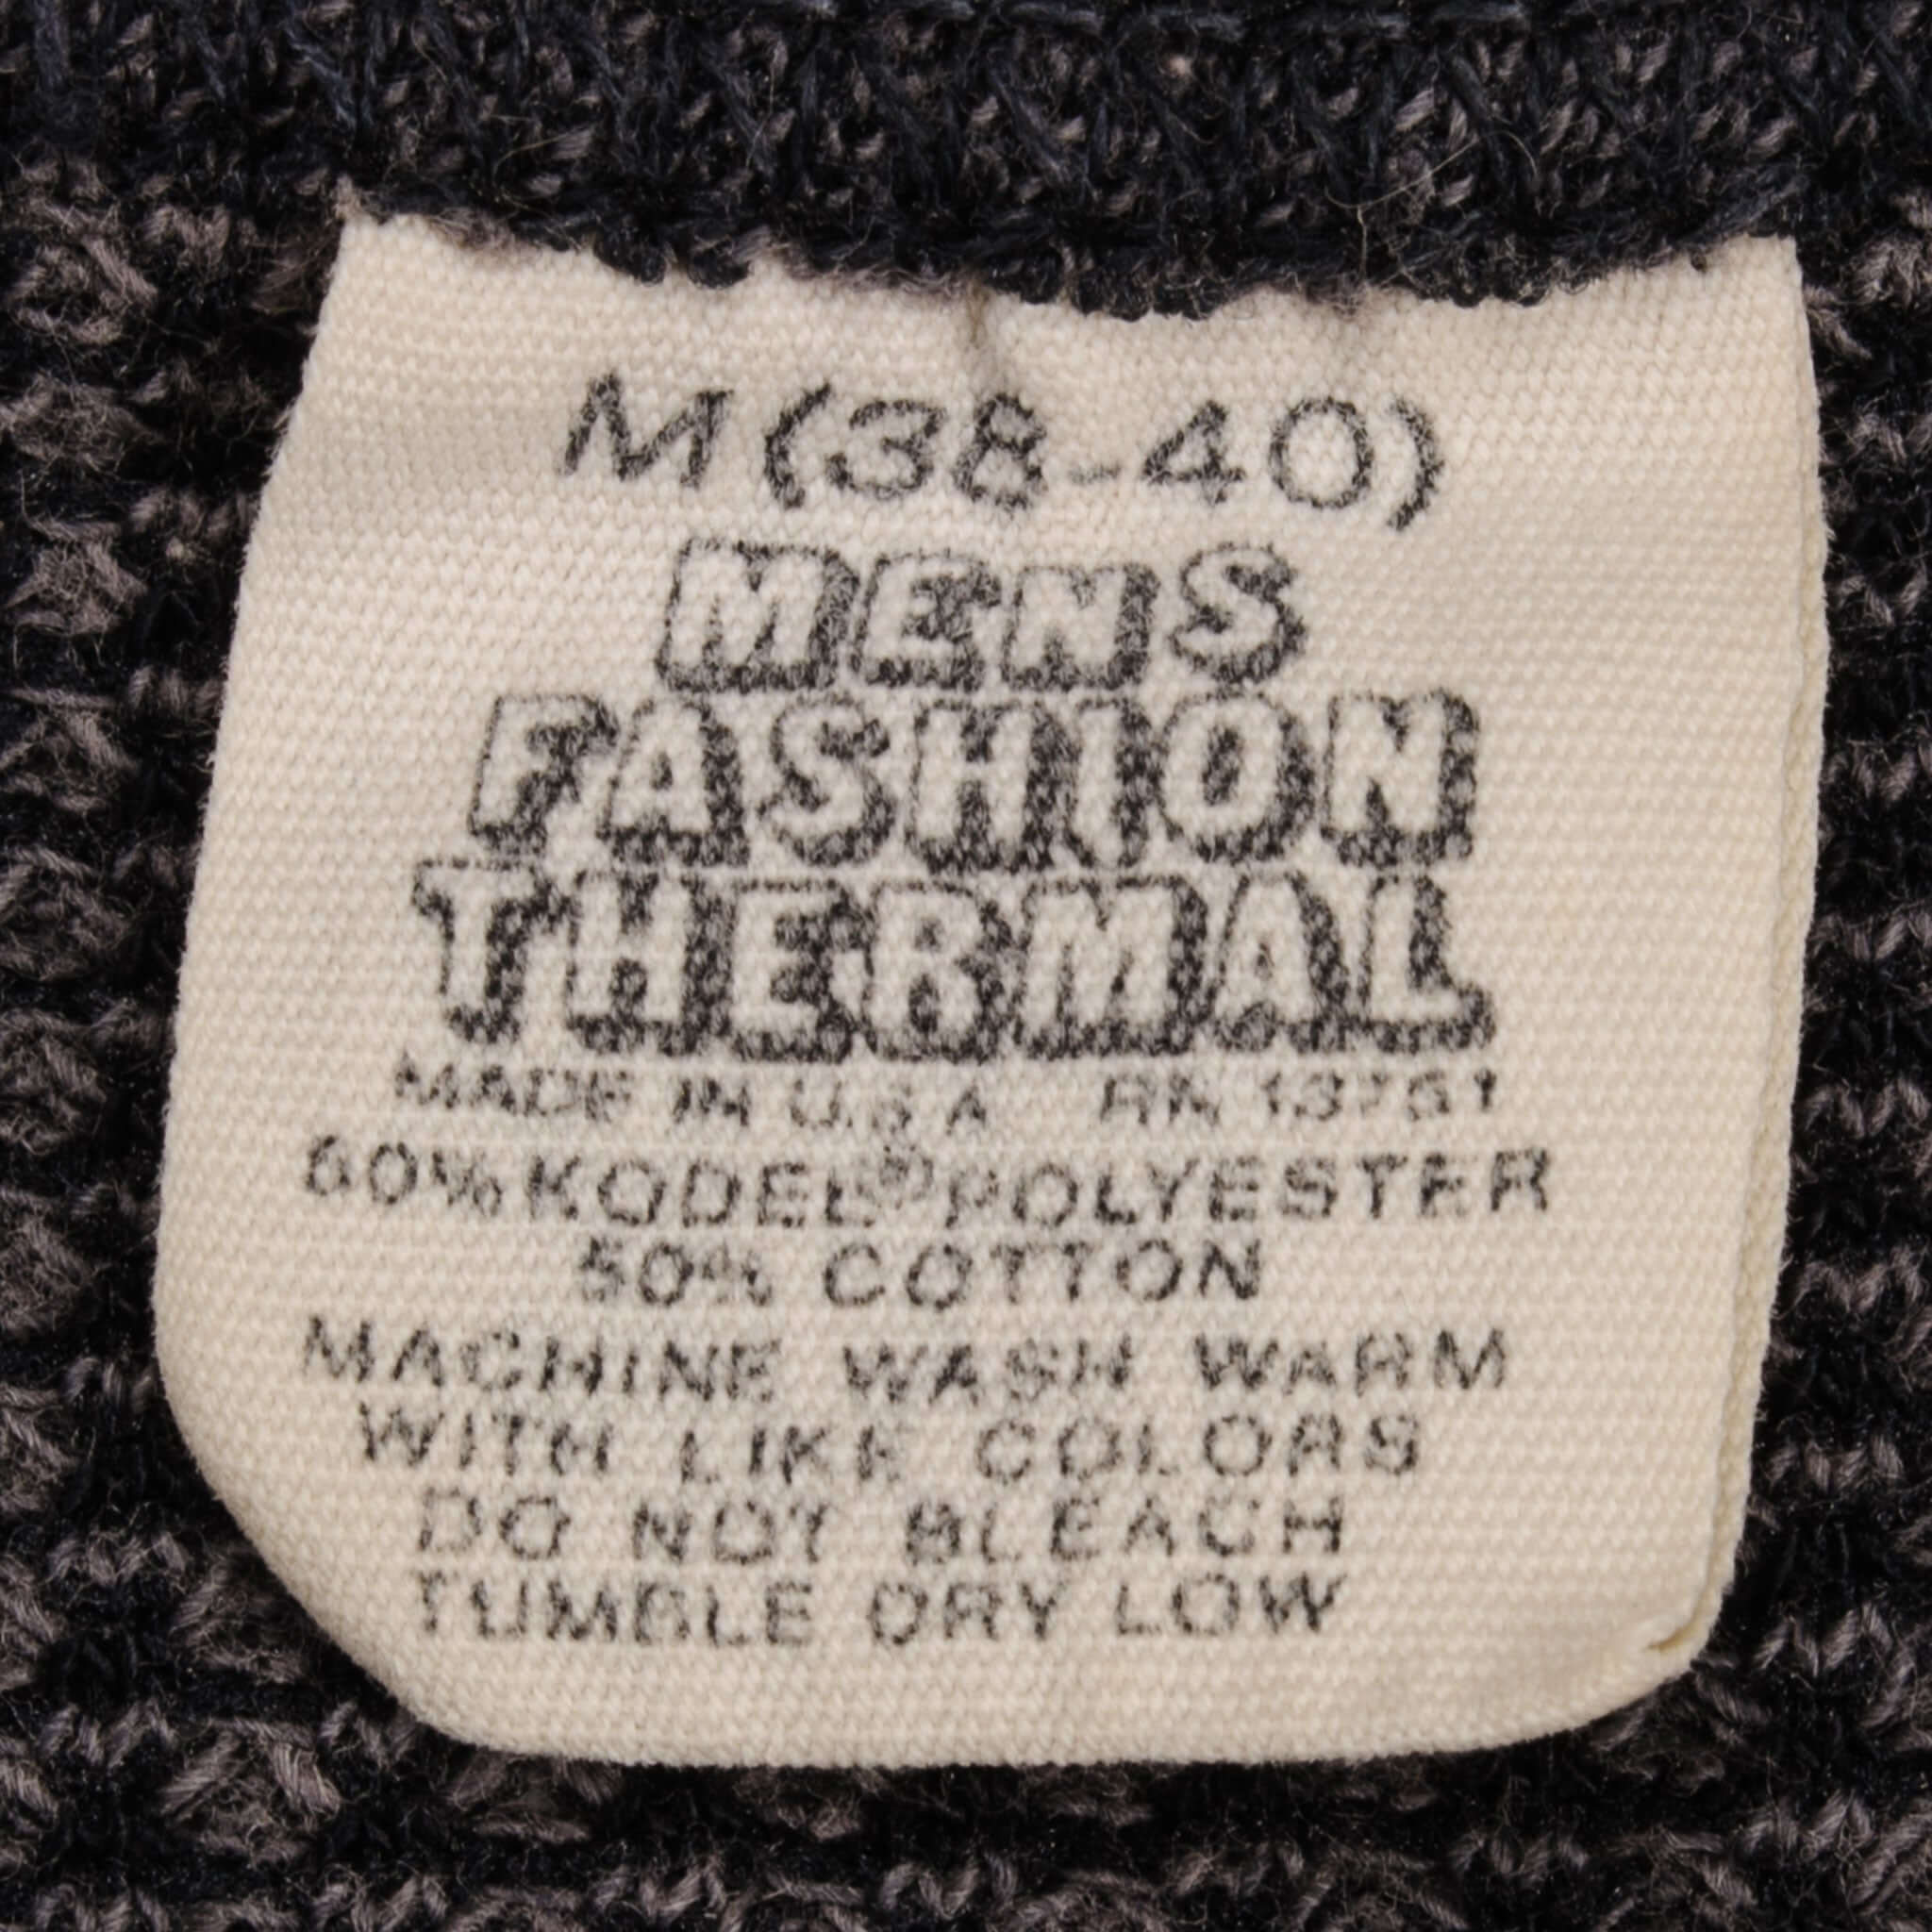 M (38-40)
MENS
FASHION
THERMAL
MADE IN U.S.A RN 13751
50% KODEL® POLYESTER
50% COTTON
MACHINE WASH WARM
WITH LIKE COLORS
DO NOT BLEACH
TUMBLE DRY LOW